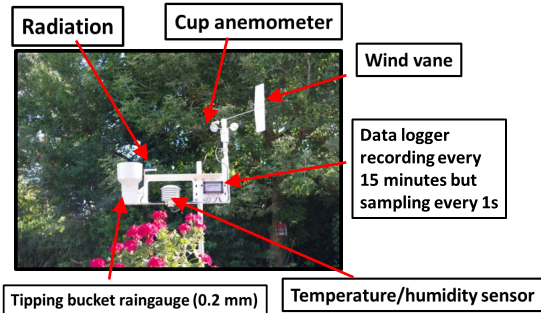 Radiation
Cup anemometer
Wind vane
Data logger
recording every
15 minutes but
sampling every 1s
Tipping bucket raingauge (0.2 mm)
Temperature/humidity sensor